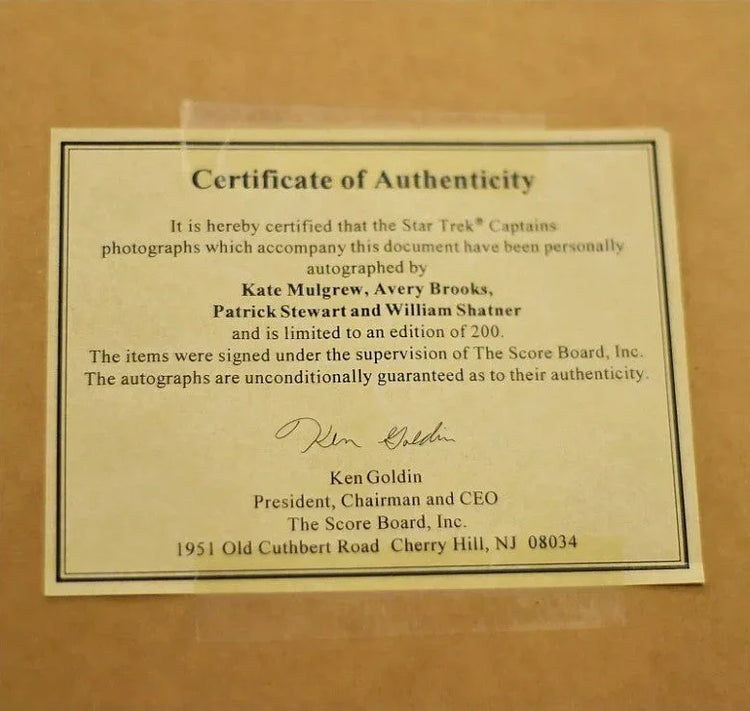 Certificate of Authenticity
It is hereby certified that the Star Trek® Captains
photographs which accompany this document have been personally
autographed by
Kate Mulgrew, Avery Brooks,
Patrick Stewart and William Shatner
and is limited to an edition of 200.
The items were signed under the supervision of The Score Board, Inc.
The autographs are unconditionally guaranteed as to their authenticity.
Ken Goldin
Ken Goldin
President, Chairman and CEO
The Score Board, Inc.
1951 Old Cuthbert Road Cherry Hill, NJ 08034